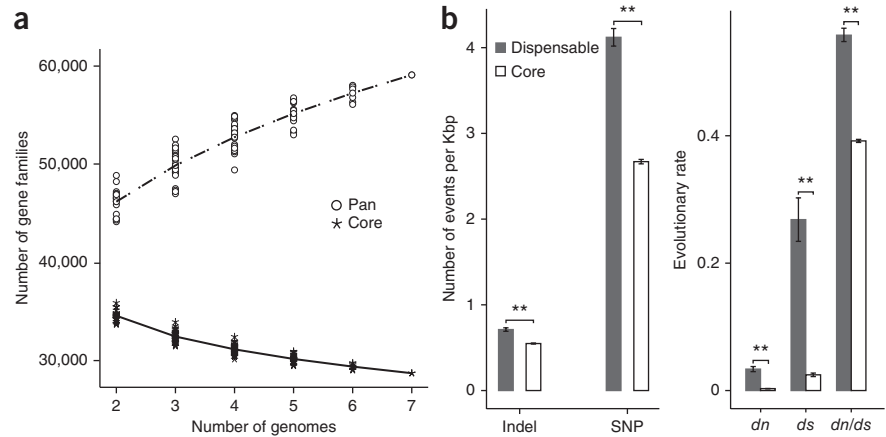 a
Number of gene families
60,000
50,000
40,000
30,000
Pan
Core
2 3 4 5 6 7
Number of genomes
b
Number of events per Kbp
4
3
2
1
0
**
**
Dispensable
Core
Indel SNP
Evolutionary rate
0.4
0.2
0
**
**
**
dn ds dn/ds